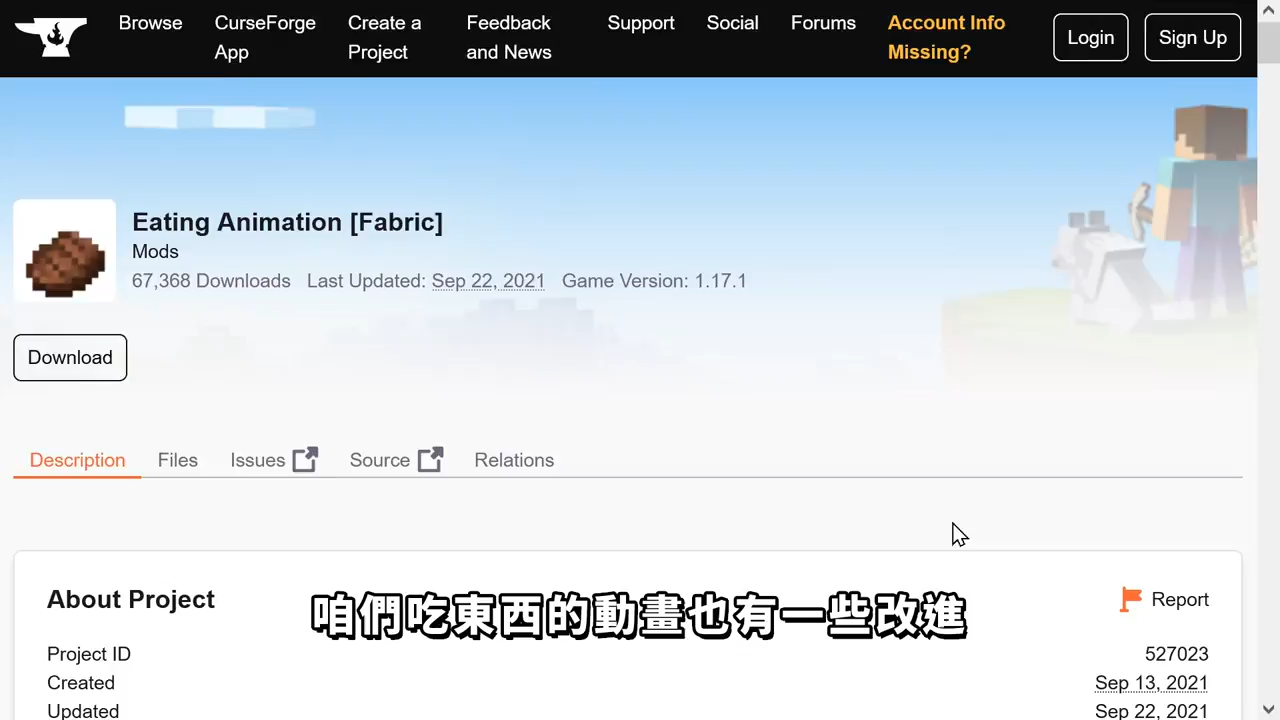 Browse
CurseForge
App
Create a
Project
Feedback
and News
Support
Social
Forums
Account Info
Missing?
Login
Sign Up
Eating Animation [Fabric]
Mods
67,368 Downloads Last Updated: Sep 22, 2021 Game Version: 1.17.1
Download
Description Files Issues Source Relations
About Project
Report
咱們吃東西的動畫也有一些改進
Project ID 527023
Created Sep 13, 2021
Updated Sep 22, 2021